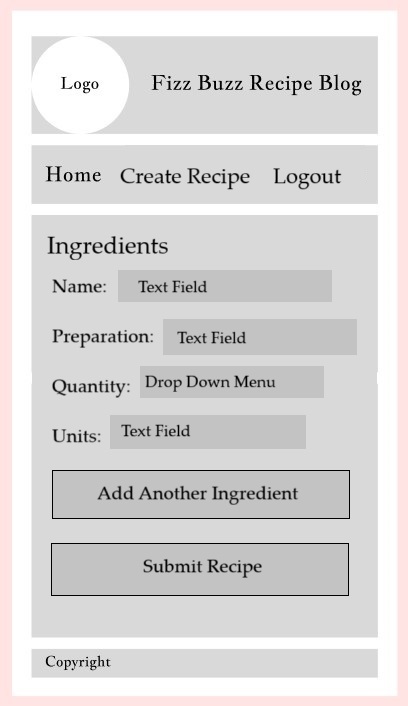 Logo
Fizz Buzz Recipe Blog
Home Create Recipe Logout
Ingredients
Name: Text Field
Preparation: Text Field
Quantity: Drop Down Menu
Units: Text Field
Add Another Ingredient
Submit Recipe
Copyright